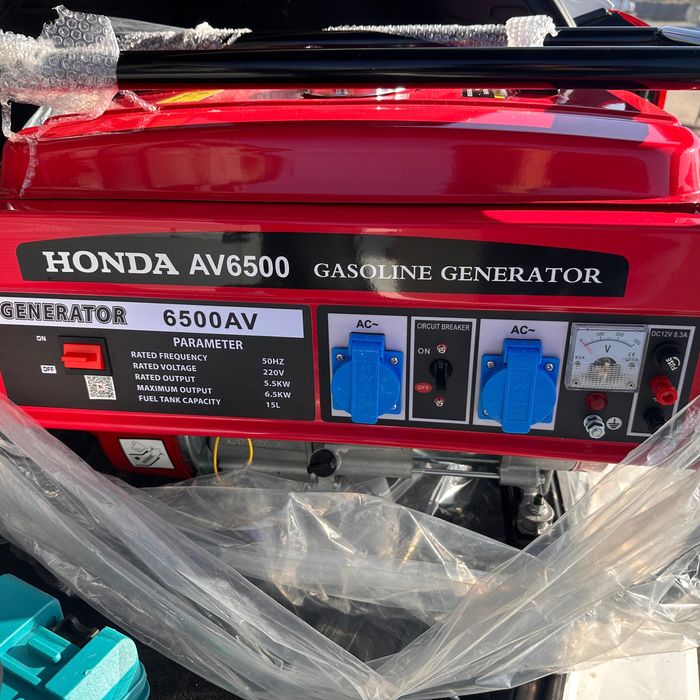 HONDA AV6500 GASOLINE GENERATOR
GENERATOR 6500AV
PARAMETER
RATED FREQUENCY 50HZ
RATED VOLTAGE 220V
RATED OUTPUT 5.5KW
MAXIMUM OUTPUT 6.5KW
FUEL TANK CAPACITY 15L
ON
OFF
AC~
CIRCUIT BREAKER
ON
OFF
AC~
V
DC12V 8.3A
FUSE